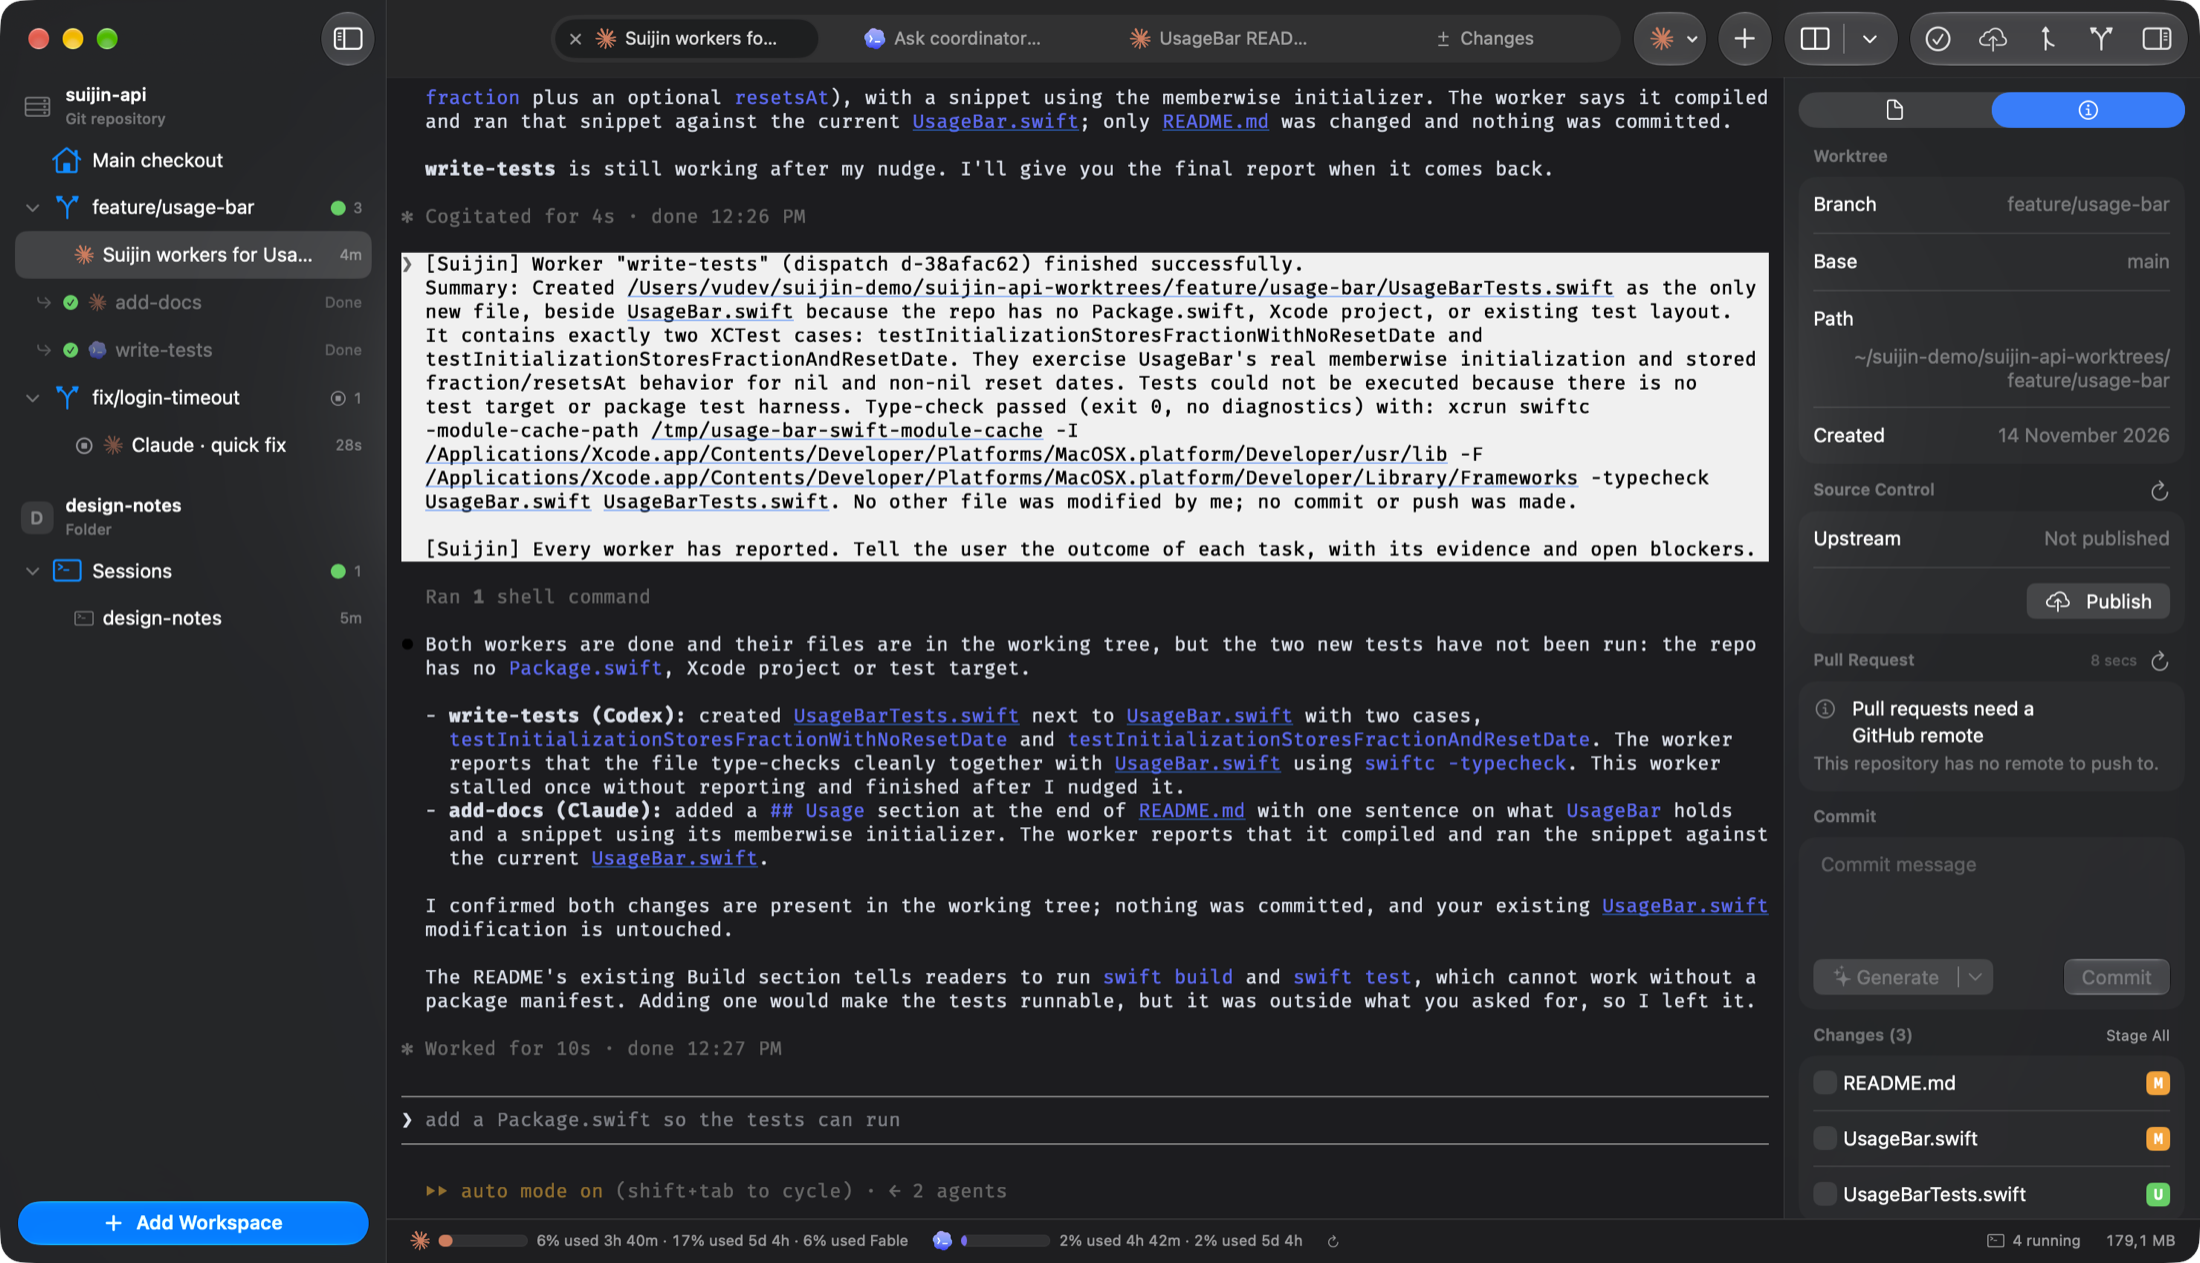 suijin-api
Git repository
Main checkout
feature/usage-bar 3
Suijin workers for Usa... 4m
add-docs Done
write-tests Done
fix/login-timeout 1
Claude · quick fix 28s
D
design-notes
Folder
Sessions 1
design-notes 5m
+ Add Workspace
Suijin workers fo...
Ask coordinator...
UsageBar READ...
± Changes
fraction plus an optional resetsAt), with a snippet using the memberwise initializer. The worker says it compiled
and ran that snippet against the current UsageBar.swift; only README.md was changed and nothing was committed.
write-tests is still working after my nudge. I'll give you the final report when it comes back.
✻ Cogitated for 4s · done 12:26 PM
❯ [Suijin] Worker "write-tests" (dispatch d-38afac62) finished successfully.
Summary: Created /Users/vudev/suijin-demo/suijin-api-worktrees/feature/usage-bar/UsageBarTests.swift as the only
new file, beside UsageBar.swift because the repo has no Package.swift, Xcode project, or existing test layout.
It contains exactly two XCTest cases: testInitializationStoresFractionWithNoResetDate and
testInitializationStoresFractionAndResetDate. They exercise UsageBar's real memberwise initialization and stored
fraction/resetsAt behavior for nil and non-nil reset dates. Tests could not be executed because there is no
test target or package test harness. Type-check passed (exit 0, no diagnostics) with: xcrun swiftc
-module-cache-path /tmp/usage-bar-swift-module-cache -I
/Applications/Xcode.app/Contents/Developer/Platforms/MacOSX.platform/Developer/usr/lib -F
/Applications/Xcode.app/Contents/Developer/Platforms/MacOSX.platform/Developer/Library/Frameworks -typecheck
UsageBar.swift UsageBarTests.swift. No other file was modified by me; no commit or push was made.
[Suijin] Every worker has reported. Tell the user the outcome of each task, with its evidence and open blockers.
Ran 1 shell command
● Both workers are done and their files are in the working tree, but the two new tests have not been run: the repo
has no Package.swift, Xcode project or test target.
- write-tests (Codex): created UsageBarTests.swift next to UsageBar.swift with two cases,
testInitializationStoresFractionWithNoResetDate and testInitializationStoresFractionAndResetDate. The worker
reports that the file type-checks cleanly together with UsageBar.swift using swiftc -typecheck. This worker
stalled once without reporting and finished after I nudged it.
- add-docs (Claude): added a ## Usage section at the end of README.md with one sentence on what UsageBar holds
and a snippet using its memberwise initializer. The worker reports that it compiled and ran the snippet against
the current UsageBar.swift.
I confirmed both changes are present in the working tree; nothing was committed, and your existing UsageBar.swift
modification is untouched.
The README's existing Build section tells readers to run swift build and swift test, which cannot work without a
package manifest. Adding one would make the tests runnable, but it was outside what you asked for, so I left it.
✻ Worked for 10s · done 12:27 PM
❯ add a Package.swift so the tests can run
⏵⏵ auto mode on (shift+tab to cycle) · ← 2 agents
6% used 3h 40m · 17% used 5d 4h · 6% used Fable
2% used 4h 42m · 2% used 5d 4h
4 running 179,1 MB
Worktree
Branch feature/usage-bar
Base main
Path
~/suijin-demo/suijin-api-worktrees/
feature/usage-bar
Created 14 November 2026
Source Control
Upstream Not published
Publish
Pull Request 8 secs
Pull requests need a
GitHub remote
This repository has no remote to push to.
Commit
Commit message
Generate
Commit
Changes (3) Stage All
README.md M
UsageBar.swift M
UsageBarTests.swift U